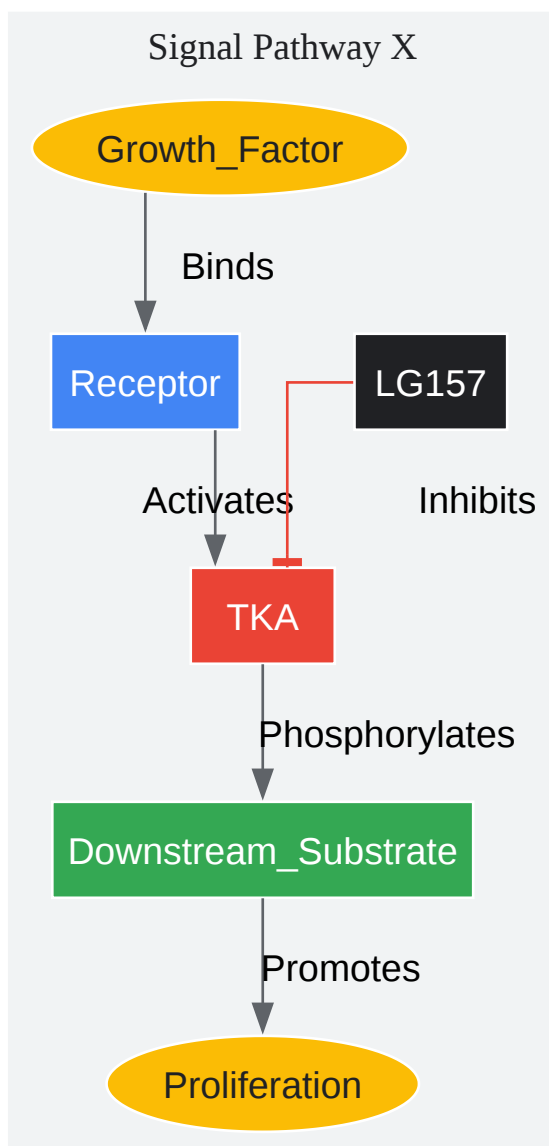 Signal Pathway X
Growth_Factor
Binds
Receptor
LG157
Activates
Inhibits
TKA
Phosphorylates
Downstream_Substrate
Promotes
Proliferation